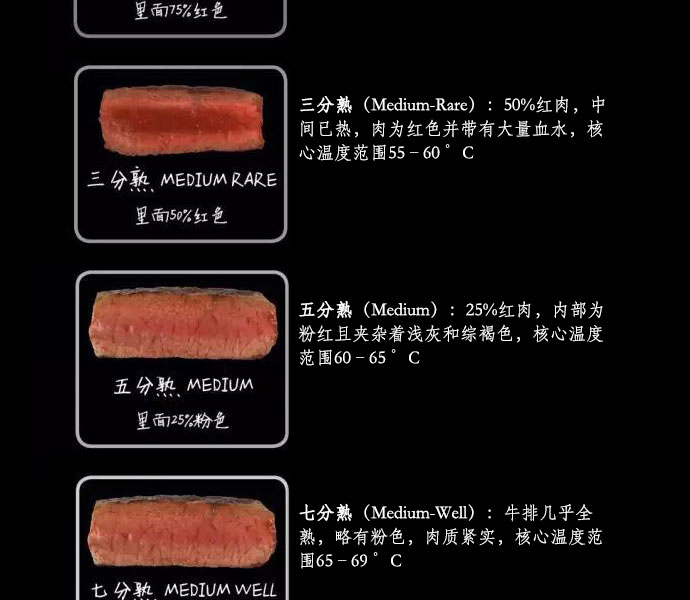 里面75%红色
三分熟（Medium-Rare）：50%红肉，中
间已热，肉为红色并带有大量血水，核
心温度范围55–60°C
三分熟 MEDIUM RARE
里面50%红色
五分熟（Medium）：25%红肉，内部为
粉红且夹杂着浅灰和综褐色，核心温度
范围60–65°C
五分熟 MEDIUM
里面25%粉色
七分熟（Medium-Well）：牛排几乎全
熟，略有粉色，肉质紧实，核心温度范
围65–69°C
七分熟 MEDIUM WELL